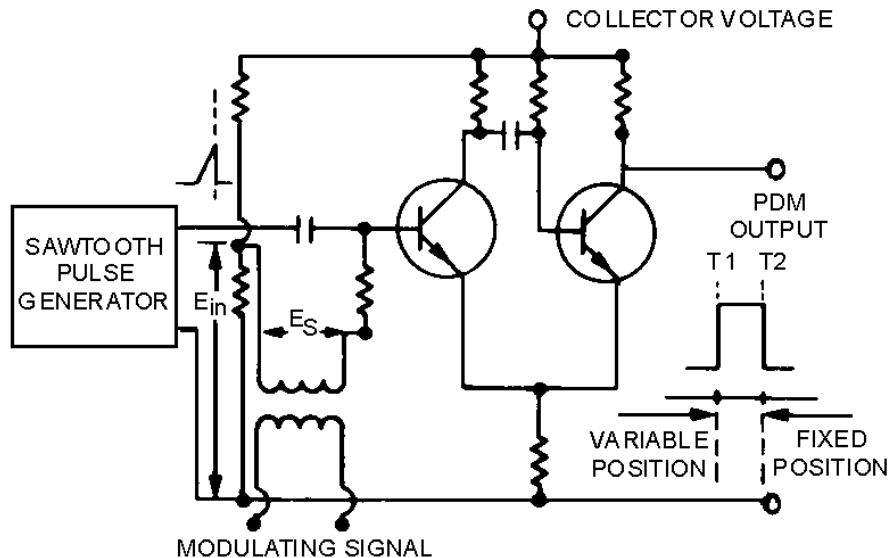 COLLECTOR VOLTAGE
PDM
OUTPUT
T1 T2
SAWTOOTH
PULSE
GENERATOR
Ein
ES
VARIABLE
POSITION
FIXED
POSITION
MODULATING SIGNAL